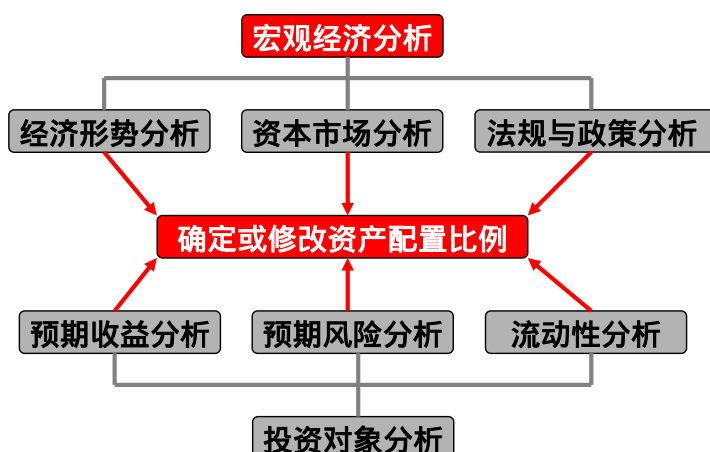 宏观经济分析
经济形势分析
资本市场分析
法规与政策分析
确定或修改资产配置比例
预期收益分析
预期风险分析
流动性分析
投资对象分析